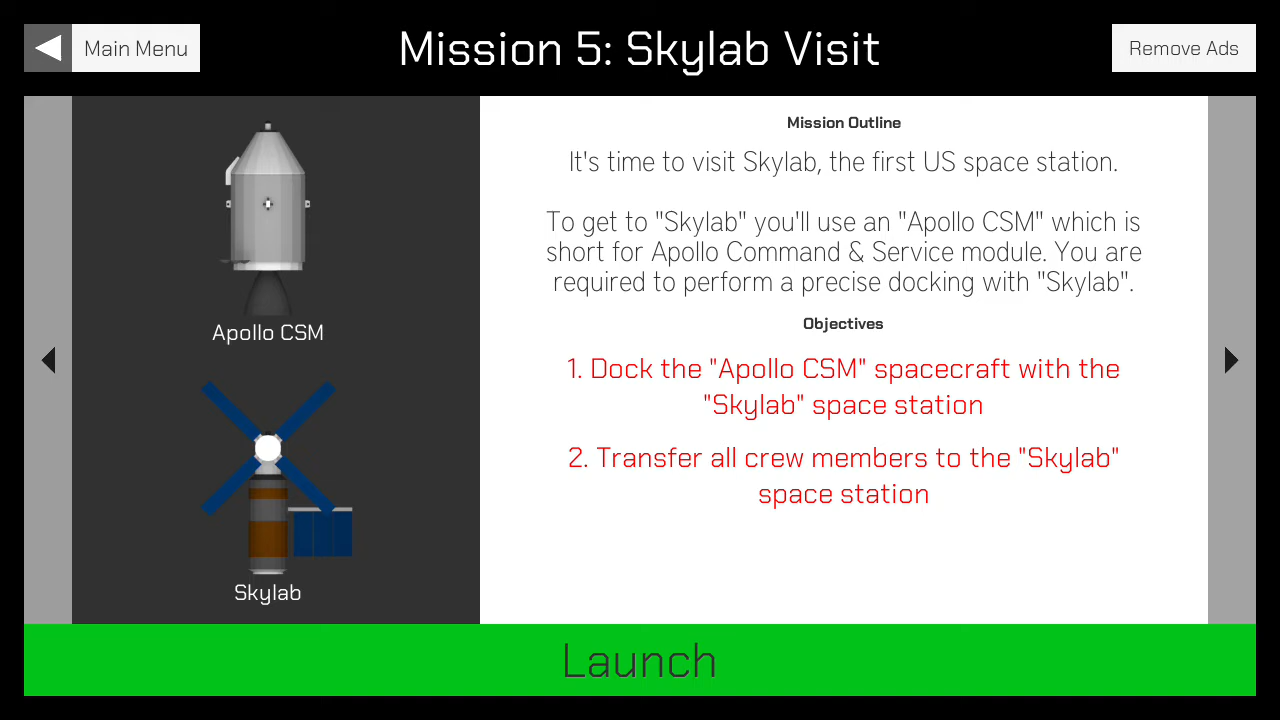 Main Menu
Mission 5: Skylab Visit
Remove Ads
Apollo CSM
Skylab
Mission Outline
It's time to visit Skylab, the first US space station.
To get to "Skylab" you'll use an "Apollo CSM" which is
short for Apollo Command & Service module. You are
required to perform a precise docking with "Skylab".
Objectives
1. Dock the "Apollo CSM" spacecraft with the
"Skylab" space station
2. Transfer all crew members to the "Skylab"
space station
Launch